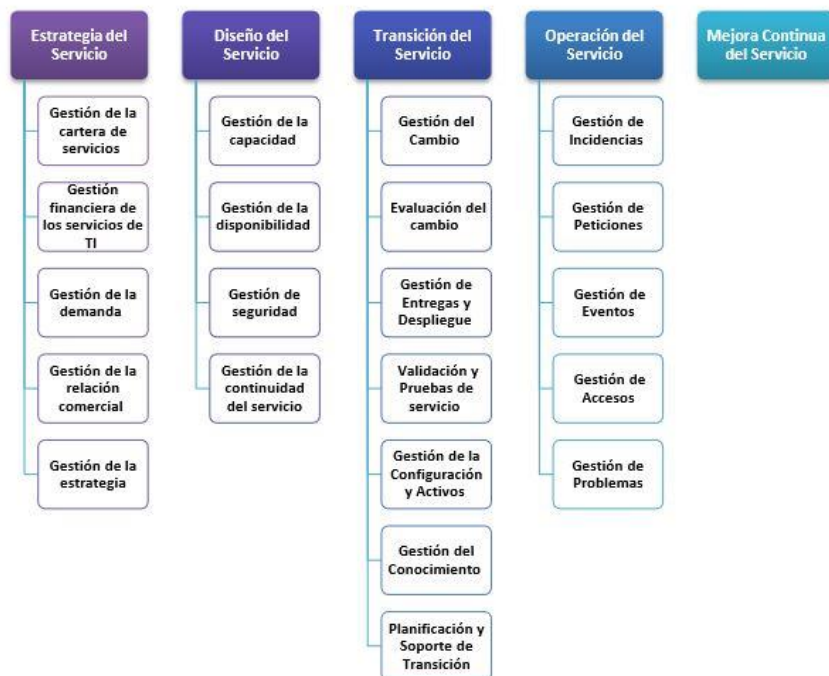 Estrategia del
Servicio
Gestión de la
cartera de
servicios
Gestión
financiera de
los servicios de
TI
Gestión de la
demanda
Gestión de la
relación
comercial
Gestión de la
estrategia
Diseño del
Servicio
Gestión de la
capacidad
Gestión de la
disponibilidad
Gestión de
seguridad
Gestión de la
continuidad
del servicio
Transición del
Servicio
Gestión del
Cambio
Evaluación del
cambio
Gestión de
Entregas y
Despliegue
Validación y
Pruebas de
servicio
Gestión de la
Configuración
y Activos
Gestión del
Conocimiento
Planificación y
Soporte de
Transición
Operación del
Servicio
Gestión de
Incidencias
Gestión de
Peticiones
Gestión de
Eventos
Gestión de
Accesos
Gestión de
Problemas
Mejora Continua
del Servicio